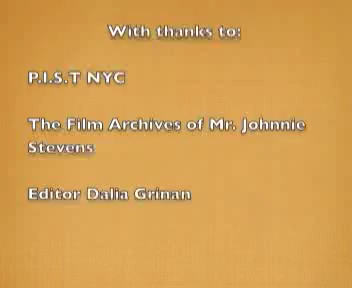 With thanks to:
P.I.S.T NYC
The Film Archives of Mr. Johnnie
Stevens
Editor Dalia Grinan